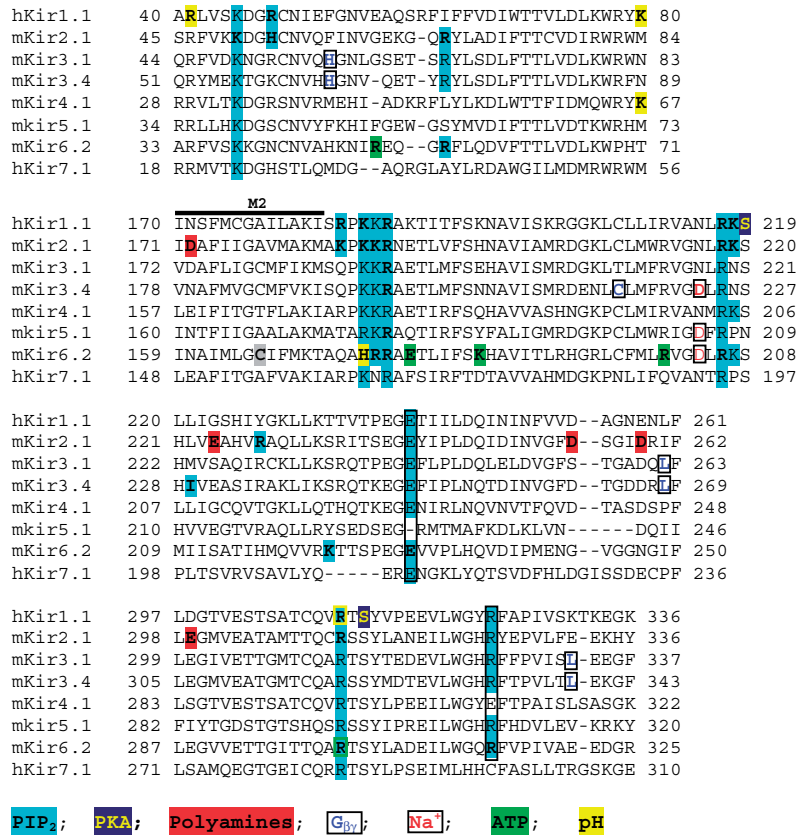 hKir1.1 40 ARLVSKDGRCNIEFGNVEAQSRFIFFVDIWTTVLDLKWRYK 80
mKir2.1 45 SRFVKKDGHCNVQFINVGEKG-QRYLADIFTTCVDIRWRWM 84
mKir3.1 44 QRFVDKNGRCNVQHGNLGSET-SRYLSDLFTTLVDLKWRWN 83
mKir3.4 51 QRYMEKTGKCNVHHGNV-QET-YRYLSDLFTTLVDLKWRFN 89
mKir4.1 28 RRVLTKDGRSNVRMEHI-ADKRFLYLKDLWTTFIDMQWRYK 67
mkir5.1 34 RRLLHKDGSCNVYFKHIFGEWG-SYMVDIFTTLVDTKWRHM 73
mKir6.2 33 ARFVSKKGNCNVAHKNIREQ--GRFLQDVFTTLVDLKWPHT 71
hKir7.1 18 RRMVTKDGHSTLQMDG--AQRGLAYLRDAWGILMDMRWRWM 56
M2
hKir1.1 170 INSFMCGAILAKISRPKKRAKTITFSKNAVISKRGGKLCLLIRVANLRKS 219
mKir2.1 171 IDAFIIGAVMAKMAKPKKRNETLVFSHNAVIAMRDGKLCLMWRVGNLRKS 220
mKir3.1 172 VDAFLIGCMFIKMSQPKKRAETLMFSEHAVISMRDGKLTLMFRVGNLRNS 221
mKir3.4 178 VNAFMVGCMFVKISQPKKRAETLMFSNNAVISMRDENLCLMFRVGDLRNS 227
mKir4.1 157 LEIFITGTFLAKIARPKKRAETIRFSQHAVVASHNGKPCLMIRVANMRKS 206
mkir5.1 160 INTFIIGAALAKMATARKRAQTIRFSYFALIGMRDGKPCLMWRIGDFRPN 209
mKir6.2 159 INAIMLGCIFMKTAQAHRRAETLIFSKHAVITLRHGRLCFMLRVGDLRKS 208
hKir7.1 148 LEAFITGAFVAKIARPKNRAFSIRFTDTAVVAHMDGKPNLIFQVANTRPS 197
hKir1.1 220 LLIGSHIYGKLLKTTVTPEGETIILDQININFVVD--AGNENLF 261
mKir2.1 221 HLVEAHVRAQLLKSRITSEGEYIPLDQIDINVGFD--SGIDRIF 262
mKir3.1 222 HMVSAQIRCKLLKSRQTPEGEFLPLDQLELDVGFS--TGADQLF 263
mKir3.4 228 HIVEASIRAKLIKSRQTKEGEFIPLNQTDINVGFD--TGDDRLF 269
mKir4.1 207 LLIGCQVTGKLLQTHQTKEGENIRLNQVNVTFQVD--TASDSPF 248
mkir5.1 210 HVVEGTVRAQLLRYSEDSEG-RMTMAFKDLKLVN------DQII 246
mKir6.2 209 MIISATIHMQVVRKTTSPEGEVVPLHQVDIPMENG--VGGNGIF 250
hKir7.1 198 PLTSVRVSAVLYQ-----ERENGKLYQTSVDFHLDGISSDECPF 236
hKir1.1 297 LDGTVESTSATCQVRTSYVPEEVLWGYRFAPIVSKTKEGK 336
mKir2.1 298 LEGMVEATAMTTQCRSSYLANEILWGHRYEPVLFE-EKHY 336
mKir3.1 299 LEGIVETTGMTCQARTSYTEDEVLWGHRFFPVISL-EEGF 337
mKir3.4 305 LEGMVEATGMTCQARSSYMDTEVLWGHRFTPVLTL-EKGF 343
mKir4.1 283 LSGTVESTSATCQVRTSYLPEEILWGYEFTPAISLSASGK 322
mkir5.1 282 FIYTGDSTGTSHQSRSSYIPREILWGHRFHDVLEV-KRKY 320
mKir6.2 287 LEGVVETTGITTQARTSYLADEILWGQRFVPIVAE-EDGR 325
hKir7.1 271 LSAMQEGTGEICQRRTSYLPSEIMLHHCFASLLTRGSKGE 310
PIP₂; PKA; Polyamines; Gβγ; Na⁺; ATP; pH